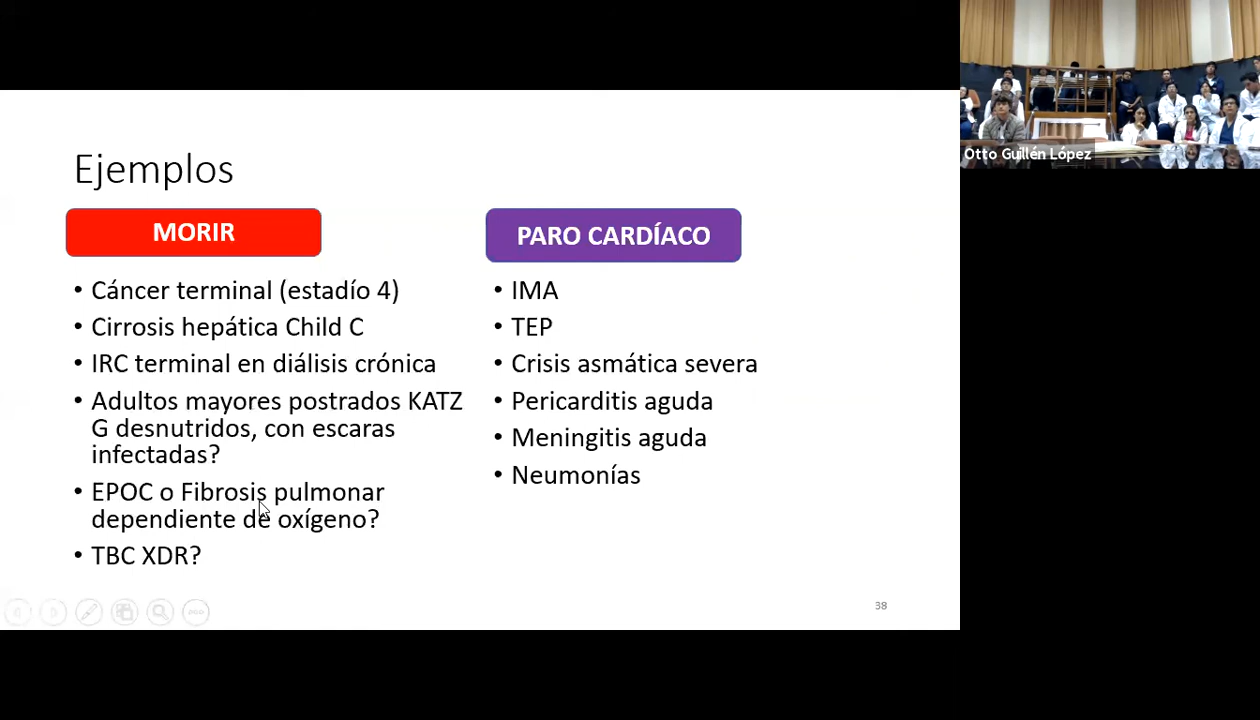 Ejemplos
MORIR
• Cáncer terminal (estadío 4)
• Cirrosis hepática Child C
• IRC terminal en diálisis crónica
• Adultos mayores postrados KATZ
G desnutridos, con escaras
infectadas?
• EPOC o Fibrosis pulmonar
dependiente de oxígeno?
• TBC XDR?
PARO CARDÍACO
• IMA
• TEP
• Crisis asmática severa
• Pericarditis aguda
• Meningitis aguda
• Neumonías
38
Otto Guillén López